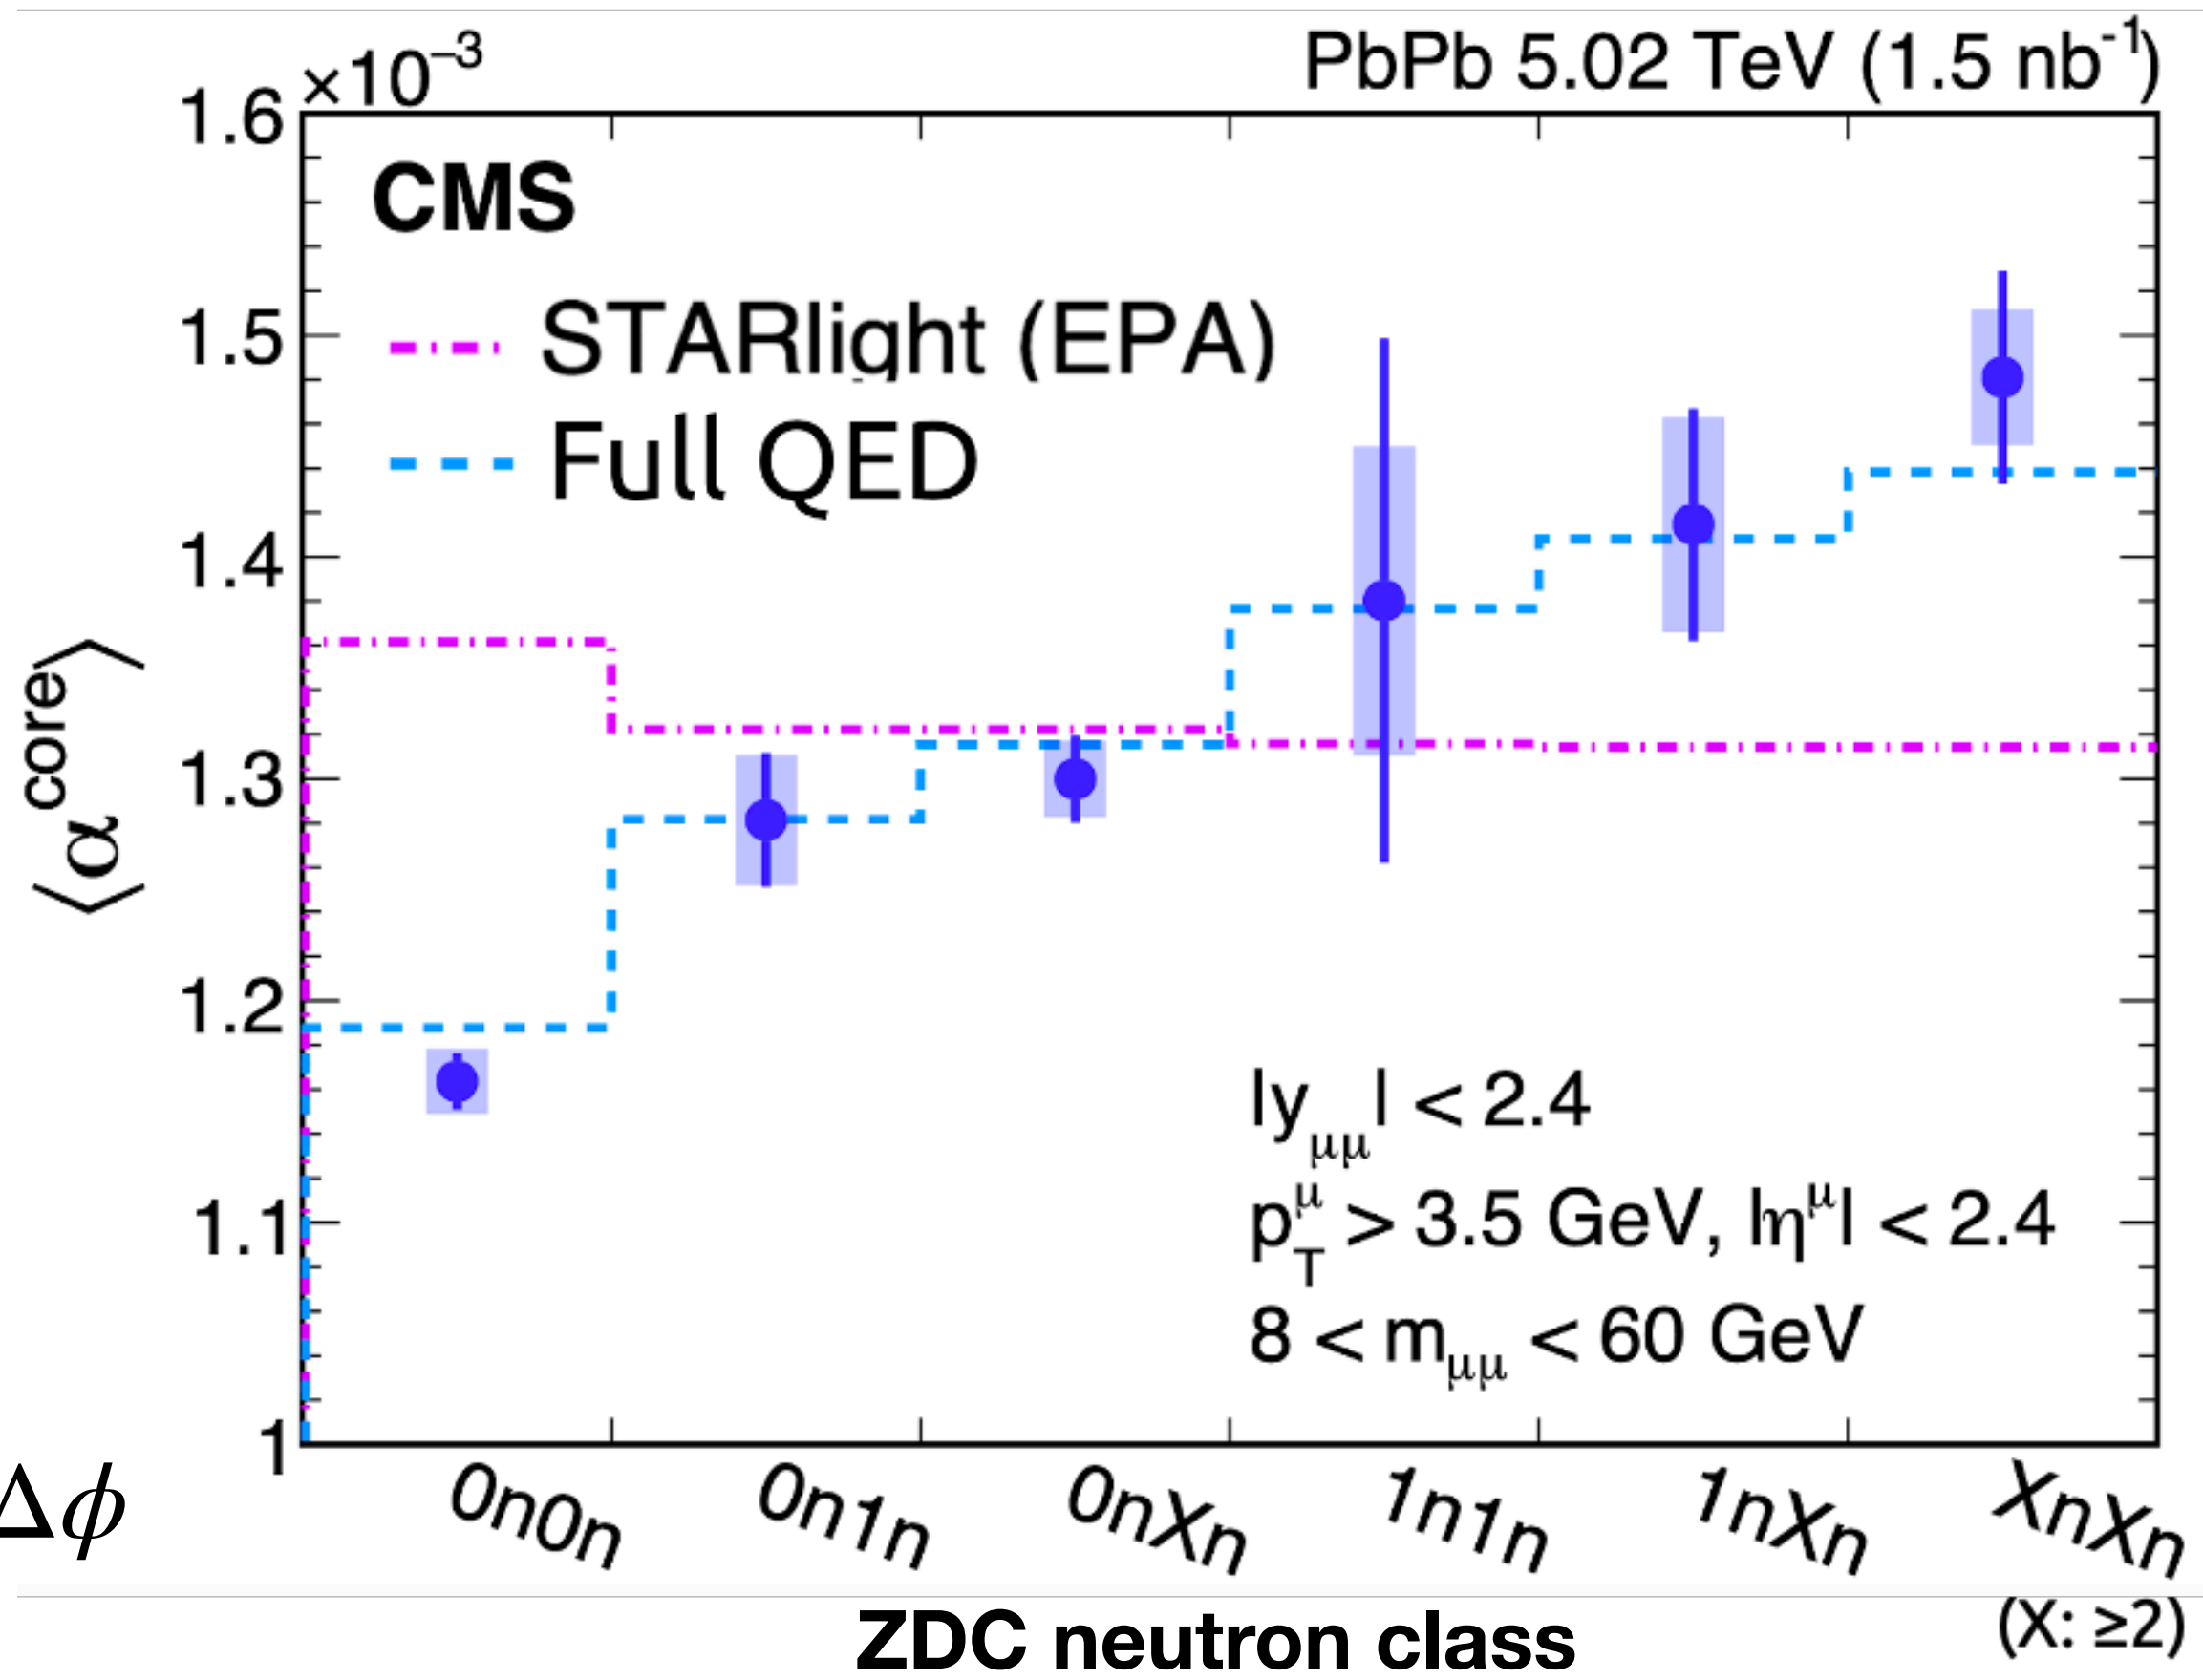 ×10⁻³
PbPb 5.02 TeV (1.5 nb⁻¹)
1.6
CMS
STARlight (EPA)
1.5
Full QED
1.4
⟨α^core⟩
1.3
1.2
|y_μμ| < 2.4
p_T^μ > 3.5 GeV, |η^μ| < 2.4
1.1
8 < m_μμ < 60 GeV
1
Δϕ
0n0n 0n1n 0nXn 1n1n 1nXn XnXn
ZDC neutron class
(X: ≥2)